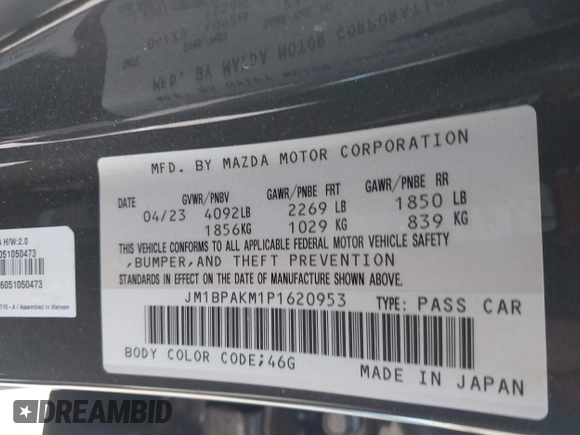 MFD. BY MAZDA MOTOR CORPORATION
DATE GVWR/PNBV GAWR/PNBE FRT GAWR/PNBE RR
04/23 4092LB 2269 LB 1850 LB
1856KG 1029 KG 839 KG
THIS VEHICLE CONFORMS TO ALL APPLICABLE FEDERAL MOTOR VEHICLE SAFETY
,BUMPER,AND THEFT PREVENTION
STANDARDS IN EFFECT ON THE DATE OF MANUFACTURE SHOWN ABOVE.
JM1BPAKM1P1620953 TYPE: PASS CAR
BODY COLOR CODE;46G
MADE IN JAPAN
H/W:2.0
051050473
6051050473
Assembled in Vietnam
DREAMBID